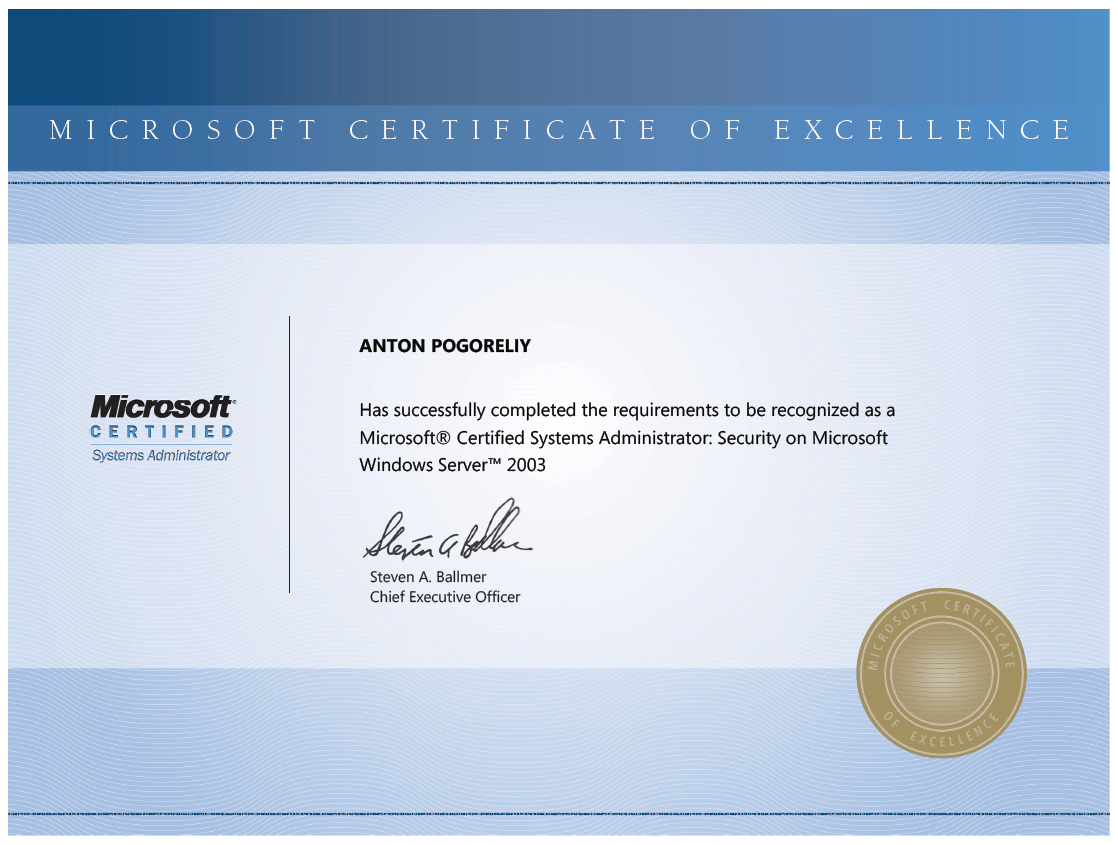 MICROSOFT CERTIFICATE OF EXCELLENCE
ANTON POGORELIY
Has successfully completed the requirements to be recognized as a
Microsoft® Certified Systems Administrator: Security on Microsoft
Windows Server™ 2003
Microsoft®
CERTIFIED
Systems Administrator
Steven A Ballmer
Steven A. Ballmer
Chief Executive Officer
MICROSOFT CERTIFICATE
OF EXCELLENCE